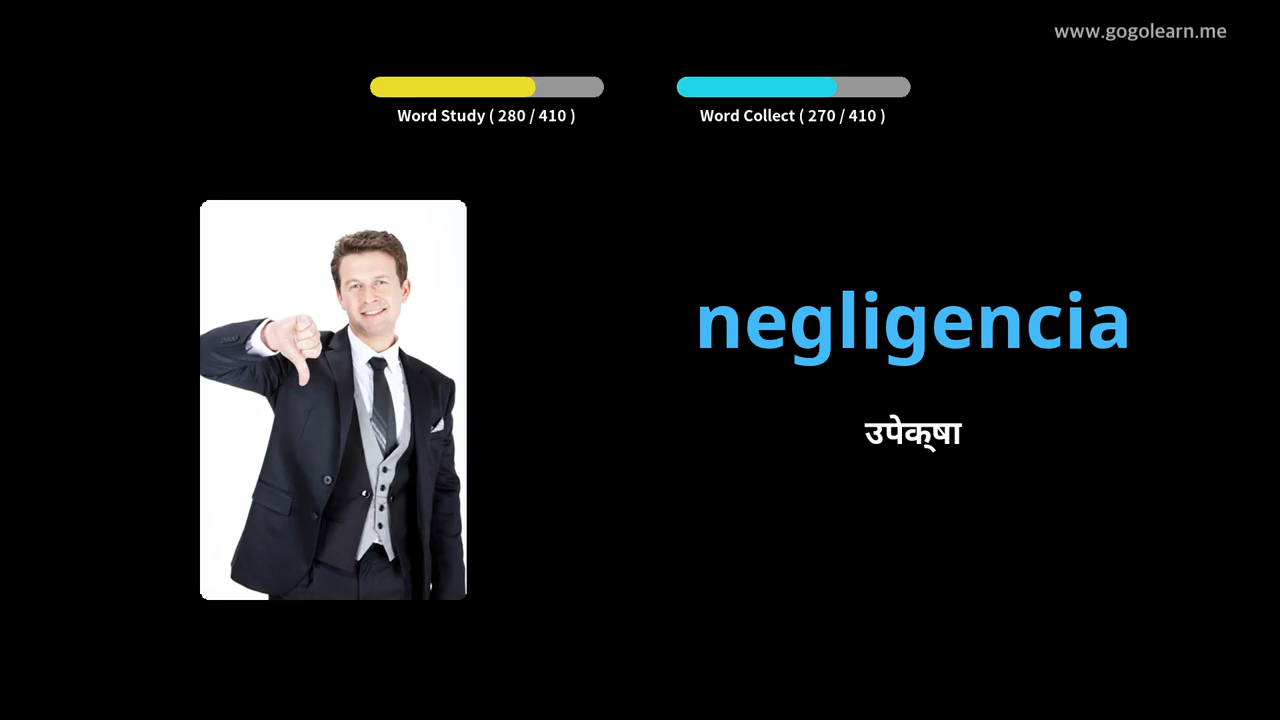 www.gogolearn.me
Word Study ( 280 / 410 )
Word Collect ( 270 / 410 )
negligencia
उपेक्षा